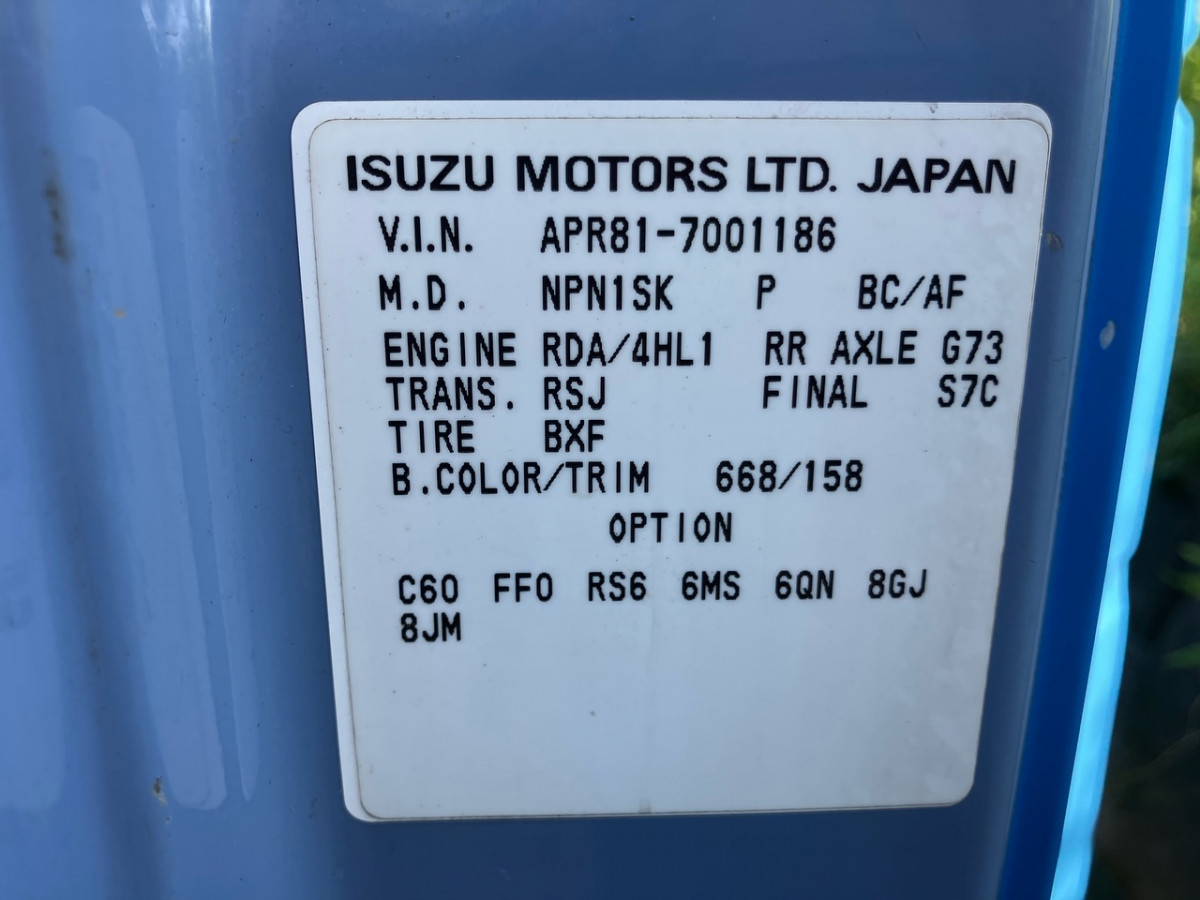 ISUZU MOTORS LTD. JAPAN
V.I.N. APR81-7001186
M.D. NPN1SK P BC/AF
ENGINE RDA/4HL1 RR AXLE G73
TRANS. RSJ FINAL S7C
TIRE BXF
B.COLOR/TRIM 668/158
OPTION
C60 FF0 RS6 6MS 6QN 8GJ
8JM